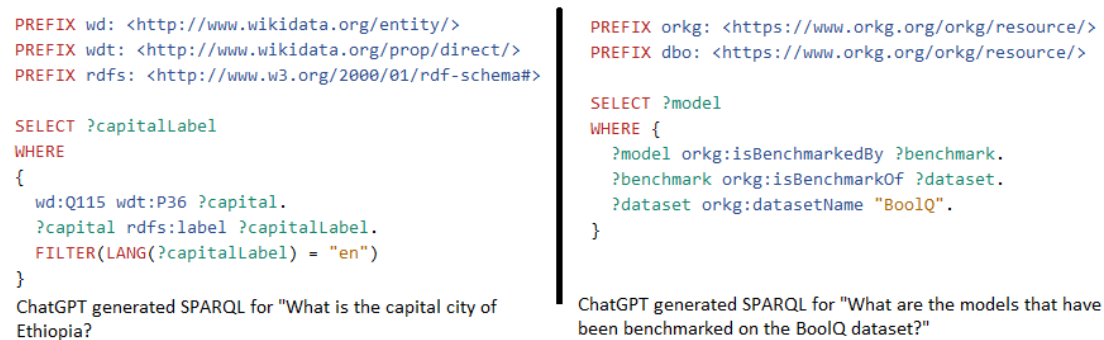 PREFIX wd: <http://www.wikidata.org/entity/>
PREFIX wdt: <http://www.wikidata.org/prop/direct/>
PREFIX rdfs: <http://www.w3.org/2000/01/rdf-schema#>
SELECT ?capitalLabel
WHERE
{
wd:Q115 wdt:P36 ?capital.
?capital rdfs:label ?capitalLabel.
FILTER(LANG(?capitalLabel) = "en")
}
ChatGPT generated SPARQL for "What is the capital city of
Ethiopia?
PREFIX orkg: <https://www.orkg.org/orkg/resource/>
PREFIX dbo: <https://www.orkg.org/orkg/resource/>
SELECT ?model
WHERE {
?model orkg:isBenchmarkedBy ?benchmark.
?benchmark orkg:isBenchmarkOf ?dataset.
?dataset orkg:datasetName "BoolQ".
}
ChatGPT generated SPARQL for "What are the models that have
been benchmarked on the BoolQ dataset?"